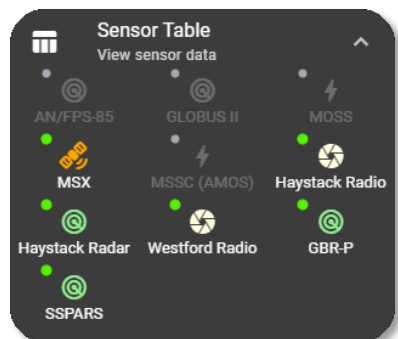 Sensor Table
View sensor data
AN/FPS-85 GLOBUS II MOSS
MSX MSSC (AMOS) Haystack Radio
Haystack Radar Westford Radio GBR-P
SSPARS